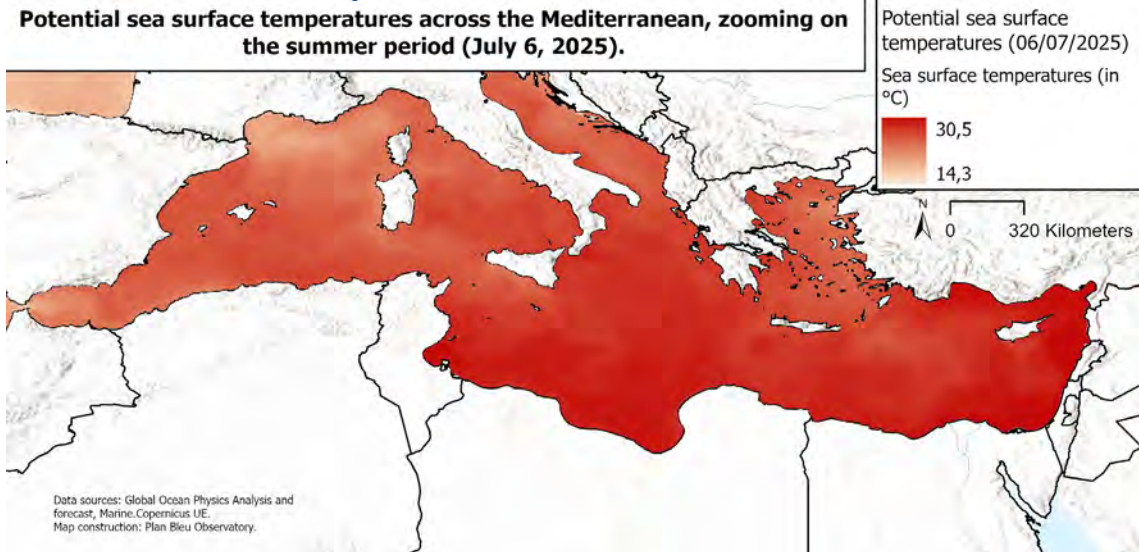 Potential sea surface temperatures across the Mediterranean, zooming on
the summer period (July 6, 2025).
Potential sea surface
temperatures (06/07/2025)
Sea surface temperatures (in
°C)
30,5
14,3
N
0 320 Kilometers
Data sources: Global Ocean Physics Analysis and
forecast, Marine.Copernicus UE.
Map construction: Plan Bleu Observatory.